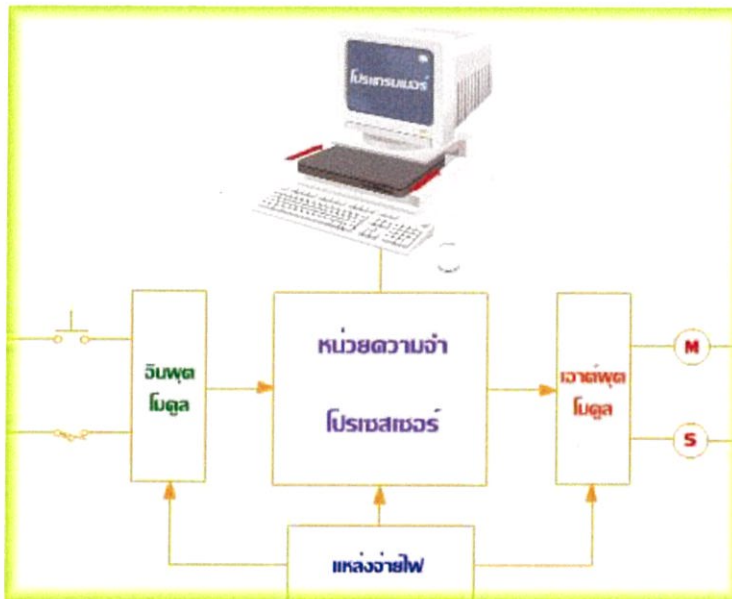 โปรแกรมเมอร์
หน่วยความจำ
โปรเซสเซอร์
อินพุต
โมดูล
เอาต์พุต
โมดูล
M
S
แหล่งจ่ายไฟ